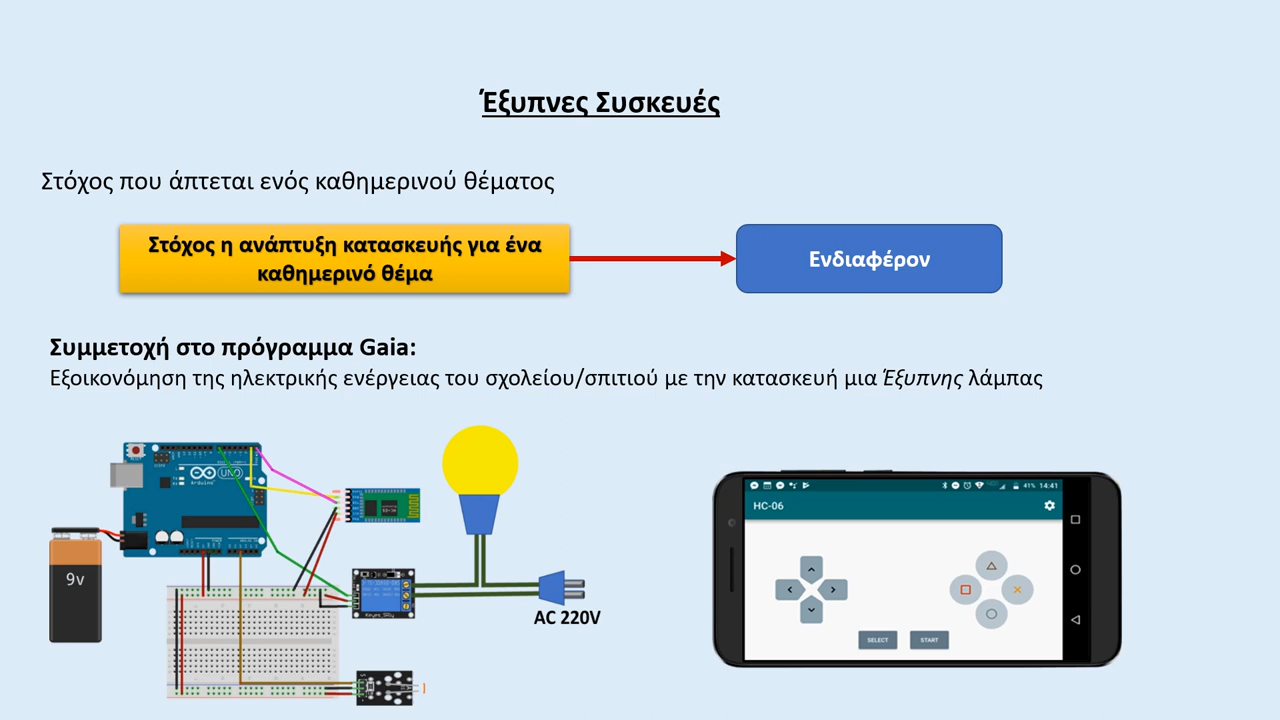 Έξυπνες Συσκευές
Στόχος που άπτεται ενός καθημερινού θέματος
Στόχος η ανάπτυξη κατασκευής για ένα
καθημερινό θέμα
Ενδιαφέρον
Συμμετοχή στο πρόγραμμα Gaia:
Εξοικονόμηση της ηλεκτρικής ενέργειας του σχολείου/σπιτιού με την κατασκευή μια Έξυπνης λάμπας
UNO
Arduino
9v
AC 220V
41% 14:41
HC-06
SELECT
START